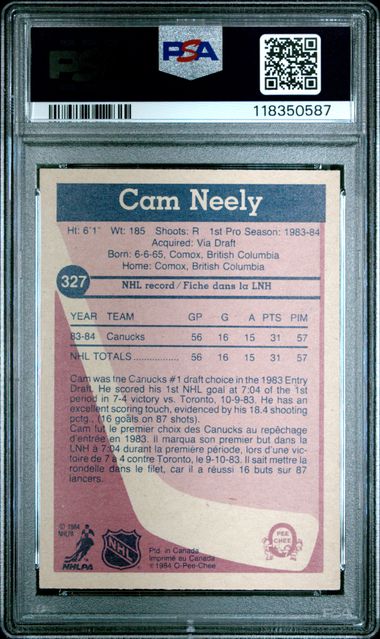 PSA
118350587
Cam Neely
Ht: 6'1" Wt: 185 Shoots: R 1st Pro Season: 1983-84
Acquired: Via Draft
Born: 6-6-65, Comox, British Columbia
Home: Comox, British Columbia
327 NHL record/Fiche dans la LNH
YEAR TEAM GP G A PTS PIM
83-84 Canucks 56 16 15 31 57
NHL TOTALS ................ 56 16 15 31 57
Cam was the Canucks #1 draft choice in the 1983 Entry
Draft. He scored his 1st NHL goal at 7:04 of the 1st
period in 7-4 victory vs. Toronto, 10-9-83. He has an
excellent scoring touch, evidenced by his 18.4 shooting
pctg., (16 goals on 87 shots).
Cam fut le premier choix des Canucks au repêchage
d'entrée en 1983. Il marqua son premier but dans la
LNH à 7:04 durant la première période, lors d'une vic-
toire de 7 à 4 contre Toronto, le 9-10-83. Il sait mettre la
rondelle dans le filet, car il a réussi 16 buts sur 87
lancers.
© 1984
NHLPA
NHLPA
NHL
Ptd. in Canada
Imprimé au Canada
© 1984 O-Pee-Chee
O
PEE
CHEE
PSA